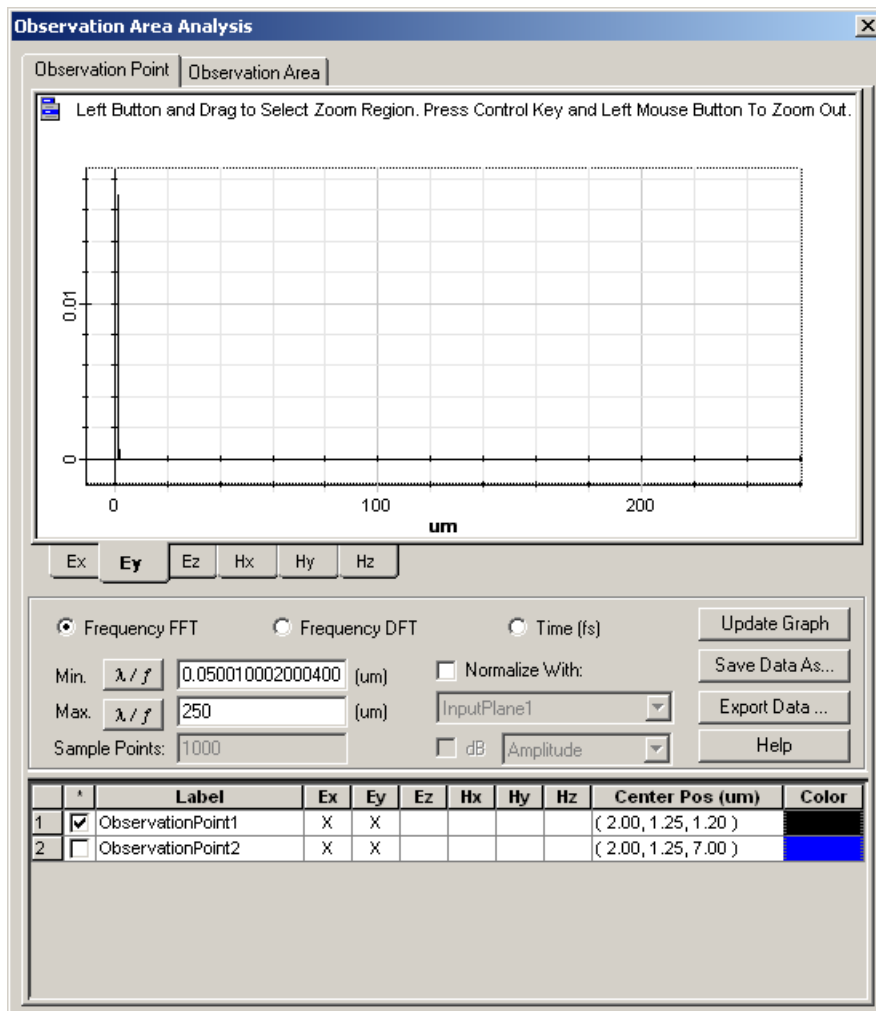 Observation Area Analysis
Observation Point Observation Area
Left Button and Drag to Select Zoom Region. Press Control Key and Left Mouse Button To Zoom Out.
0.01
0
0 100 200
um
Ex Ey Ez Hx Hy Hz
Frequency FFT Frequency DFT Time (fs) Update Graph
Min. λ / f 0.050010002000400 (um) Normalize With: Save Data As...
Max. λ / f 250 (um) InputPlane1 Export Data ...
Sample Points: 1000 dB Amplitude Help
* Label Ex Ey Ez Hx Hy Hz Center Pos (um) Color
1 ObservationPoint1 X X ( 2.00, 1.25, 1.20 )
2 ObservationPoint2 X X ( 2.00, 1.25, 7.00 )